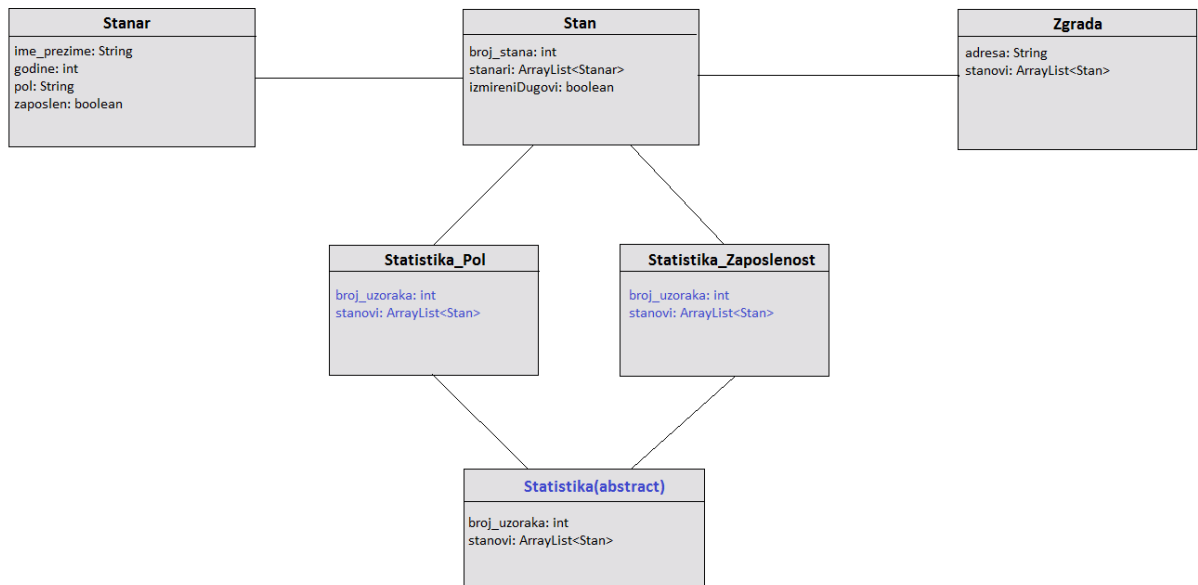 Stanar
ime_prezime: String
godine: int
pol: String
zaposlen: boolean
Stan
broj_stana: int
stanari: ArrayList<Stanar>
izmireniDugovi: boolean
Zgrada
adresa: String
stanovi: ArrayList<Stan>
Statistika_Pol
broj_uzoraka: int
stanovi: ArrayList<Stan>
Statistika_Zaposlenost
broj_uzoraka: int
stanovi: ArrayList<Stan>
Statistika(abstract)
broj_uzoraka: int
stanovi: ArrayList<Stan>